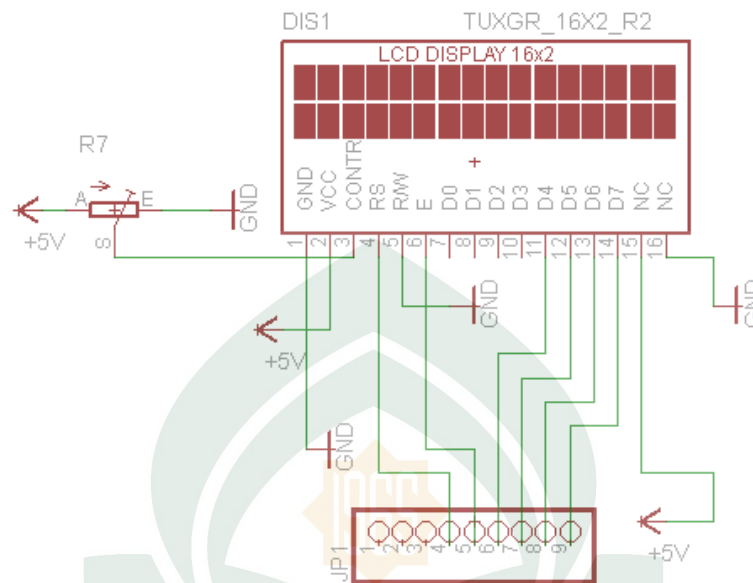 DIS1 TUXGR_16X2_R2
LCD DISPLAY 16x2
R7
A E
S
+5V
GND
GND VCC CONTR RS R/W E D0 D1 D2 D3 D4 D5 D6 D7 NC NC
1 2 3 4 5 6 7 8 9 10 11 12 13 14 15 16
GND
GND
+5V
GND
+5V
JP1
1 2 3 4 5 6 7 8 9